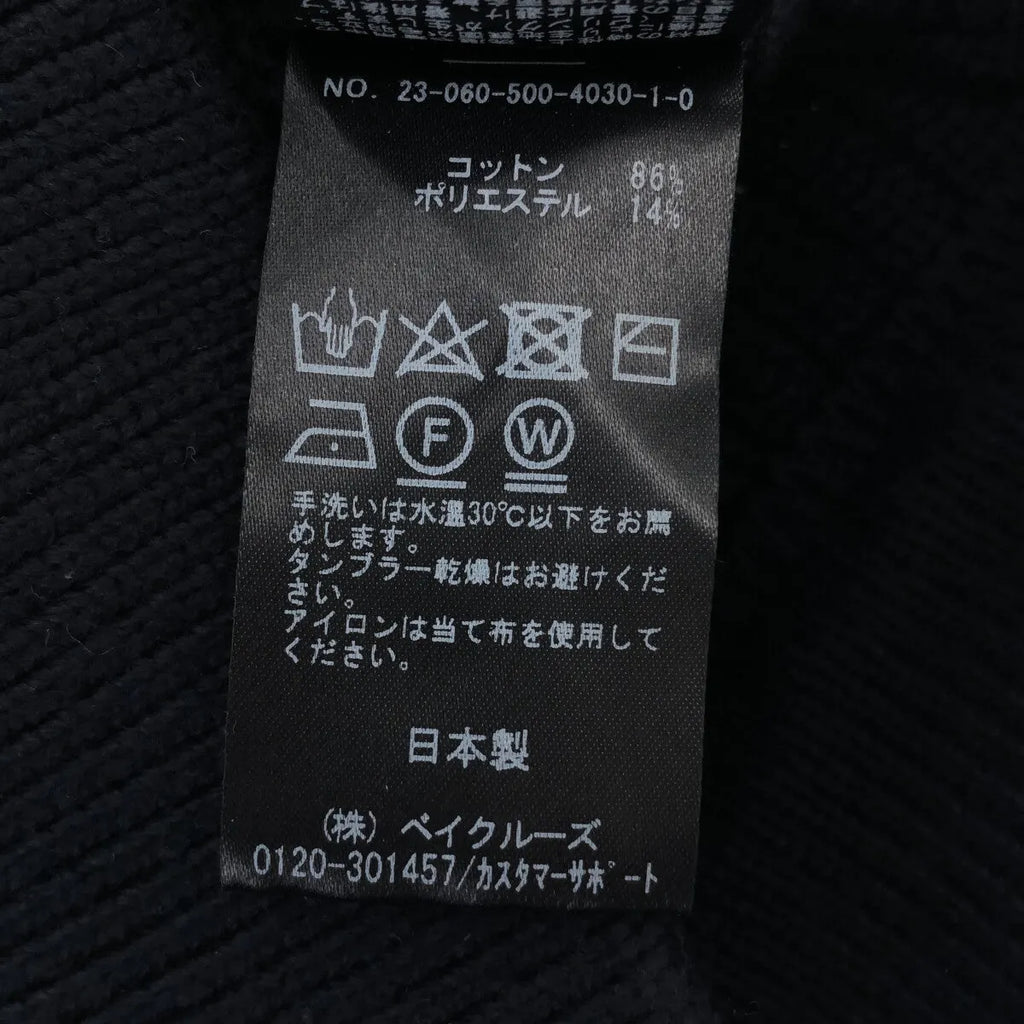 NO. 23-060-500-4030-1-0
コットン 86%
ポリエステル 14%
F W
手洗いは水温30℃以下をお薦
めします。
タンブラー乾燥はお避けくだ
さい。
アイロンは当て布を使用して
ください。
日本製
(株) ベイクルーズ
0120-301457/カスタマーサポート